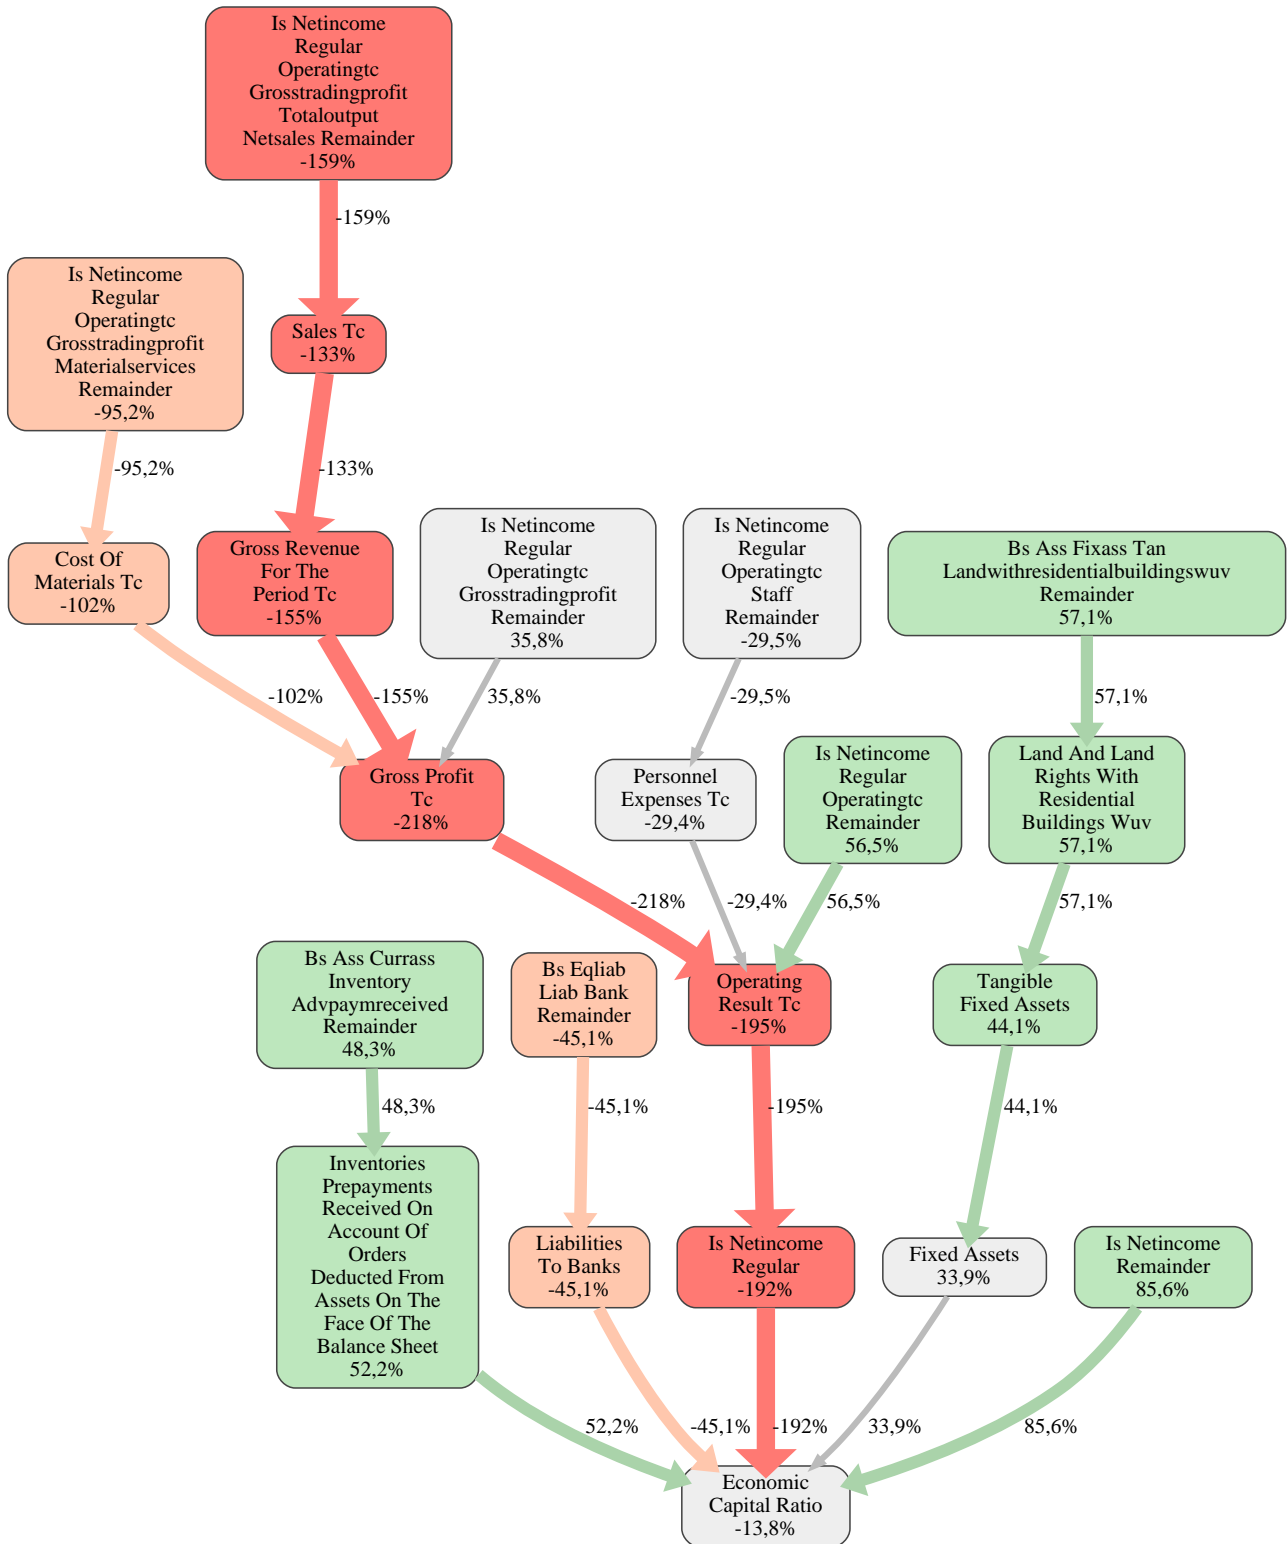 Is Netincome
Regular
Operatingtc
Grosstradingprofit
Totaloutput
Netsales Remainder
-159%
-159%
Is Netincome
Regular
Operatingtc
Grosstradingprofit
Materialservices
Remainder
-95,2%
Sales Tc
-133%
-95,2%
-133%
Cost Of
Materials Tc
-102%
Gross Revenue
For The
Period Tc
-155%
Is Netincome
Regular
Operatingtc
Grosstradingprofit
Remainder
35,8%
Is Netincome
Regular
Operatingtc
Staff
Remainder
-29,5%
Bs Ass Fixass Tan
Landwithresidentialbuildingswuv
Remainder
57,1%
-102%
-155%
35,8%
-29,5%
57,1%
Gross Profit
Tc
-218%
Personnel
Expenses Tc
-29,4%
Is Netincome
Regular
Operatingtc
Remainder
56,5%
Land And Land
Rights With
Residential
Buildings Wuv
57,1%
-218%
-29,4%
56,5%
57,1%
Bs Ass Currass
Inventory
Advpaymreceived
Remainder
48,3%
Bs Eqliab
Liab Bank
Remainder
-45,1%
Operating
Result Tc
-195%
Tangible
Fixed Assets
44,1%
48,3%
-45,1%
-195%
44,1%
Inventories
Prepayments
Received On
Account Of
Orders
Deducted From
Assets On The
Face Of The
Balance Sheet
52,2%
Liabilities
To Banks
-45,1%
Is Netincome
Regular
-192%
Fixed Assets
33,9%
Is Netincome
Remainder
85,6%
52,2%
-45,1%
-192%
33,9%
85,6%
Economic
Capital Ratio
-13,8%